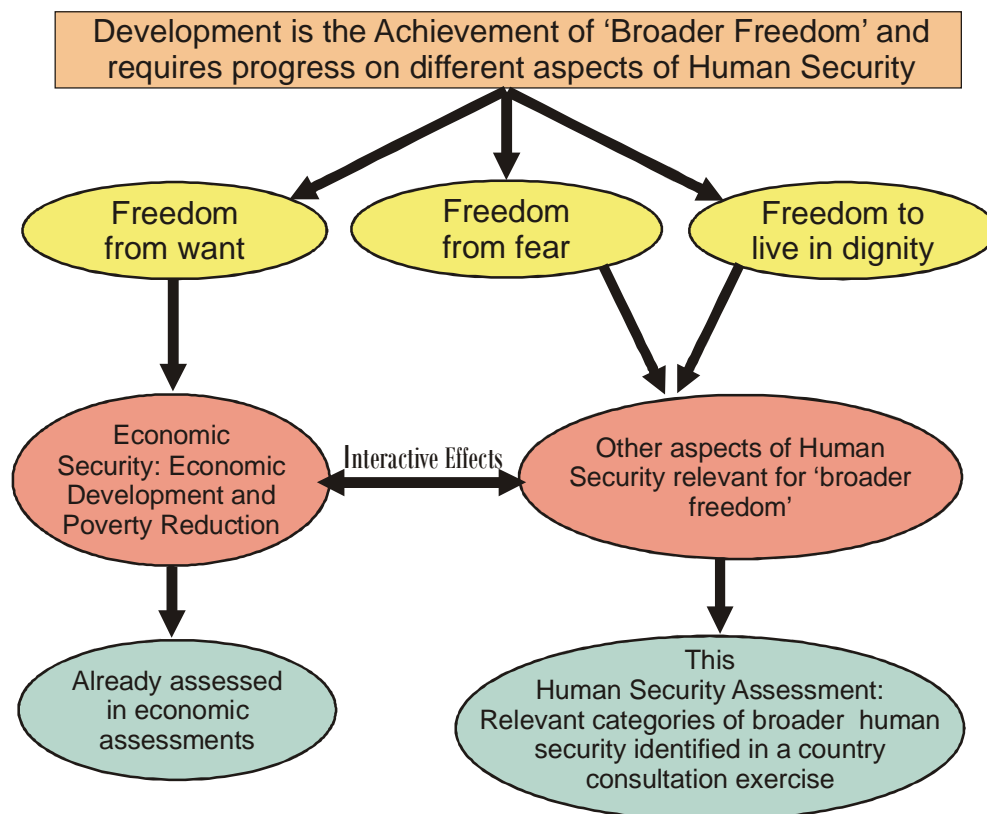 Development is the Achievement of ‘Broader Freedom’ and
requires progress on different aspects of Human Security
Freedom
from want
Freedom
from fear
Freedom to
live in dignity
Economic
Security: Economic
Development and
Poverty Reduction
Interactive Effects
Other aspects of Human
Security relevant for ‘broader
freedom’
Already assessed
in economic
assessments
This
Human Security Assessment:
Relevant categories of broader human
security identified in a country
consultation exercise